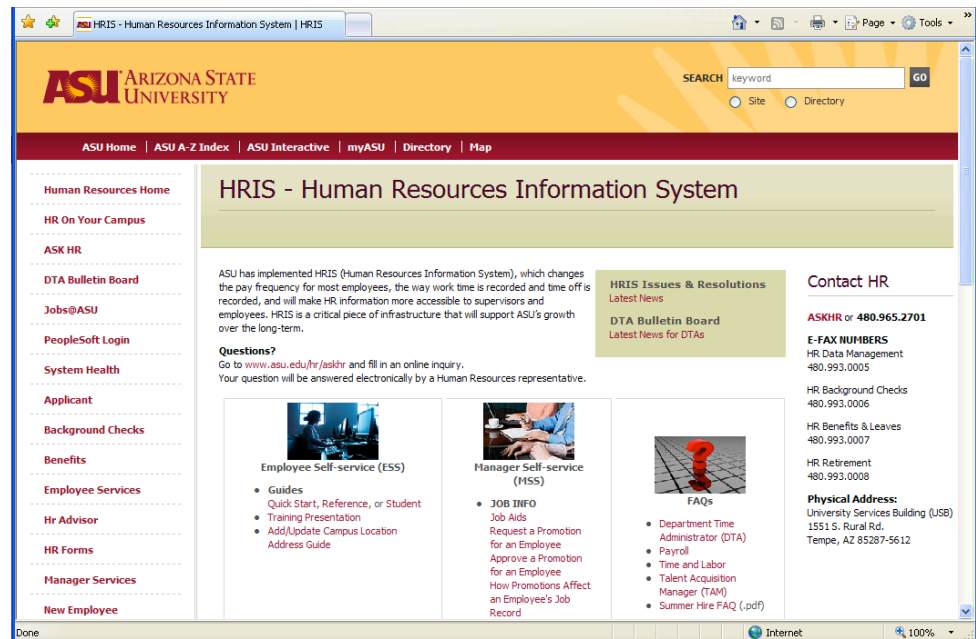 HRIS - Human Resources Information System | HRIS
Page
Tools
»
ASU ARIZONA STATE
UNIVERSITY
SEARCH keyword GO
Site Directory
ASU Home | ASU A-Z Index | ASU Interactive | myASU | Directory | Map
Human Resources Home
HR On Your Campus
ASK HR
DTA Bulletin Board
Jobs@ASU
PeopleSoft Login
System Health
Applicant
Background Checks
Benefits
Employee Services
Hr Advisor
HR Forms
Manager Services
New Employee
HRIS - Human Resources Information System
ASU has implemented HRIS (Human Resources Information System), which changes
the pay frequency for most employees, the way work time is recorded and time off is
recorded, and will make HR information more accessible to supervisors and
employees. HRIS is a critical piece of infrastructure that will support ASU's growth
over the long-term.
Questions?
Go to www.asu.edu/hr/askhr and fill in an online inquiry.
Your question will be answered electronically by a Human Resources representative.
HRIS Issues & Resolutions
Latest News
DTA Bulletin Board
Latest News for DTAs
Employee Self-service (ESS)
• Guides
Quick Start, Reference, or Student
• Training Presentation
• Add/Update Campus Location
Address Guide
Manager Self-service
(MSS)
• JOB INFO
Job Aids
Request a Promotion
for an Employee
Approve a Promotion
for an Employee
How Promotions Affect
an Employee's Job
Record
FAQs
• Department Time
Administrator (DTA)
• Payroll
• Time and Labor
• Talent Acquisition
Manager (TAM)
• Summer Hire FAQ (.pdf)
Contact HR
ASKHR or 480.965.2701
E-FAX NUMBERS
HR Data Management
480.993.0005
HR Background Checks
480.993.0006
HR Benefits & Leaves
480.993.0007
HR Retirement
480.993.0008
Physical Address:
University Services Building (USB)
1551 S. Rural Rd.
Tempe, AZ 85287-5612
Done
Internet
100%